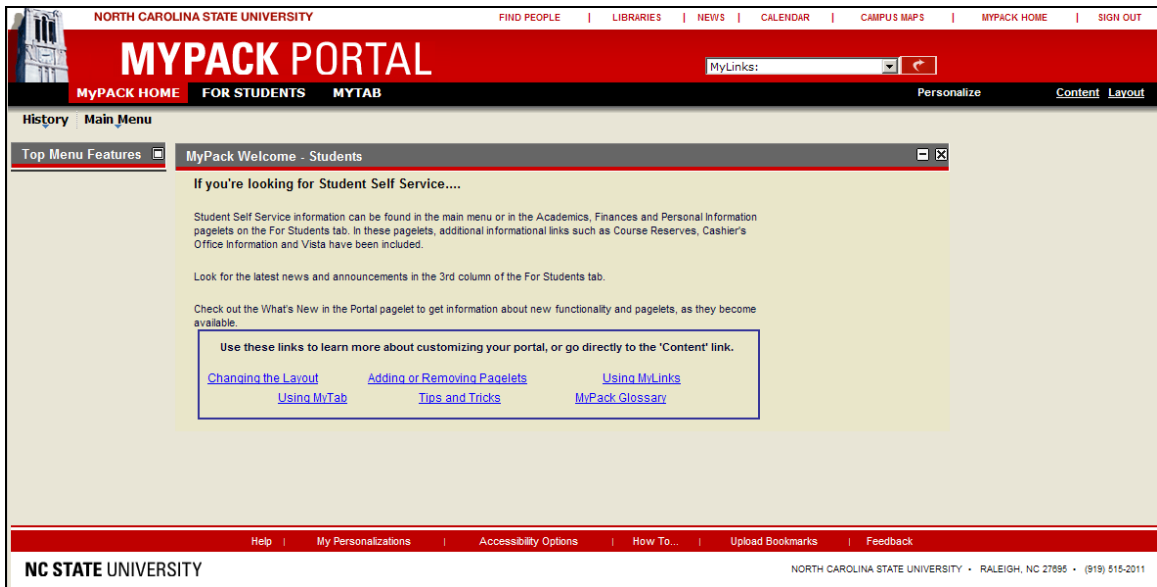 NORTH CAROLINA STATE UNIVERSITY
FIND PEOPLE | LIBRARIES | NEWS | CALENDAR | CAMPUS MAPS | MYPACK HOME | SIGN OUT
MYPACK PORTAL
MyLinks:
MyPACK HOME FOR STUDENTS MYTAB
Personalize Content Layout
History Main Menu
Top Menu Features
MyPack Welcome - Students
If you're looking for Student Self Service....
Student Self Service information can be found in the main menu or in the Academics, Finances and Personal Information
pagelets on the For Students tab. In these pagelets, additional informational links such as Course Reserves, Cashier's
Office Information and Vista have been included.
Look for the latest news and announcements in the 3rd column of the For Students tab.
Check out the What's New in the Portal pagelet to get information about new functionality and pagelets, as they become
available.
Use these links to learn more about customizing your portal, or go directly to the 'Content' link.
Changing the Layout Adding or Removing Pagelets Using MyLinks
Using MyTab Tips and Tricks MyPack Glossary
Help | My Personalizations | Accessibility Options | How To... | Upload Bookmarks | Feedback
NC STATE UNIVERSITY
NORTH CAROLINA STATE UNIVERSITY • RALEIGH, NC 27695 • (919) 515-2011